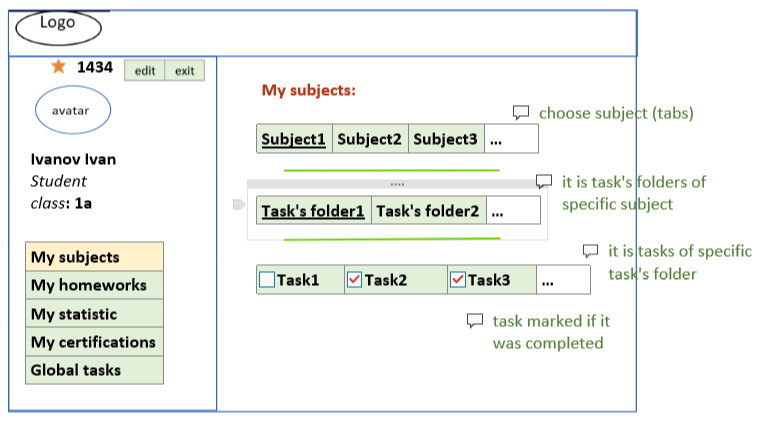 Logo
1434
edit exit
avatar
Ivanov Ivan
Student
class: 1a
My subjects
My homeworks
My statistic
My certifications
Global tasks
My subjects:
choose subject (tabs)
Subject1 Subject2 Subject3 ...
....
it is task's folders of
specific subject
Task's folder1 Task's folder2 ...
it is tasks of specific
task's folder
Task1 Task2 Task3 ...
task marked if it
was completed